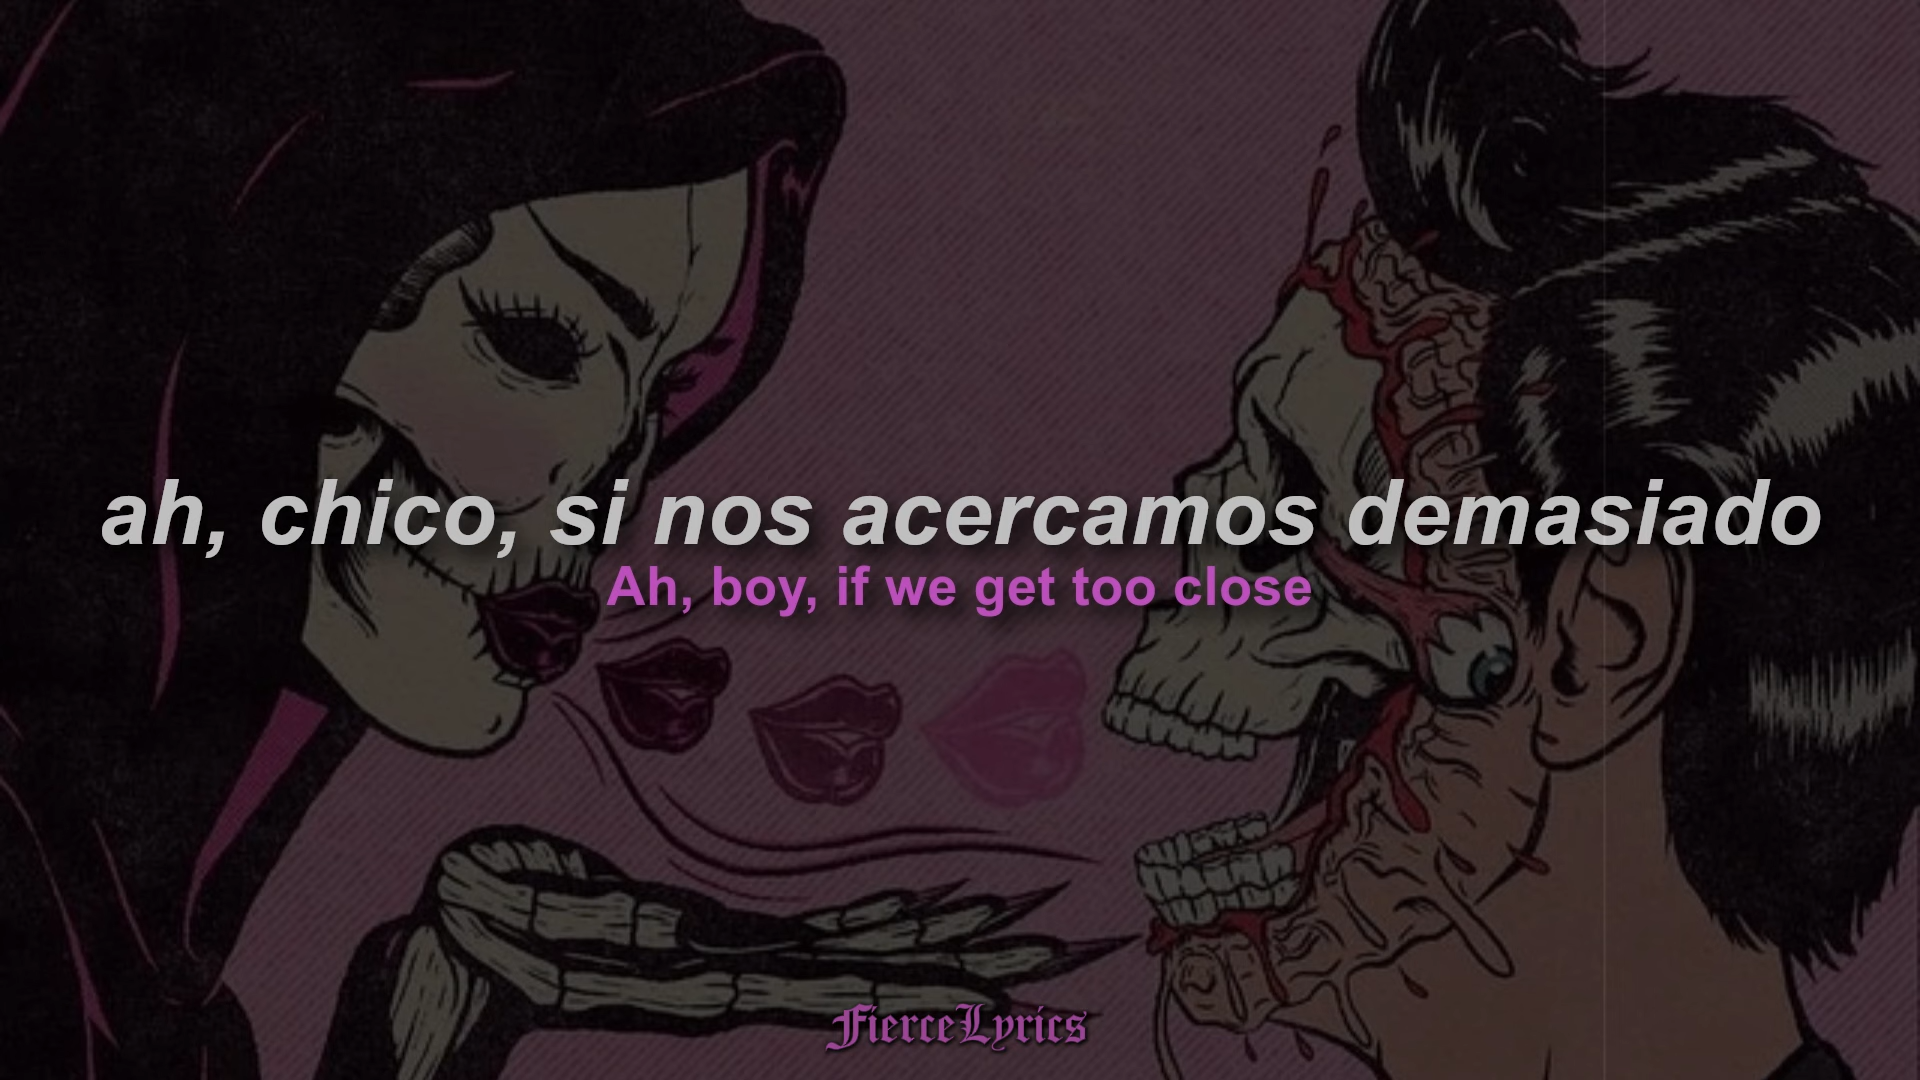 ah, chico, si nos acercamos demasiado
Ah, boy, if we get too close
FierceLyrics